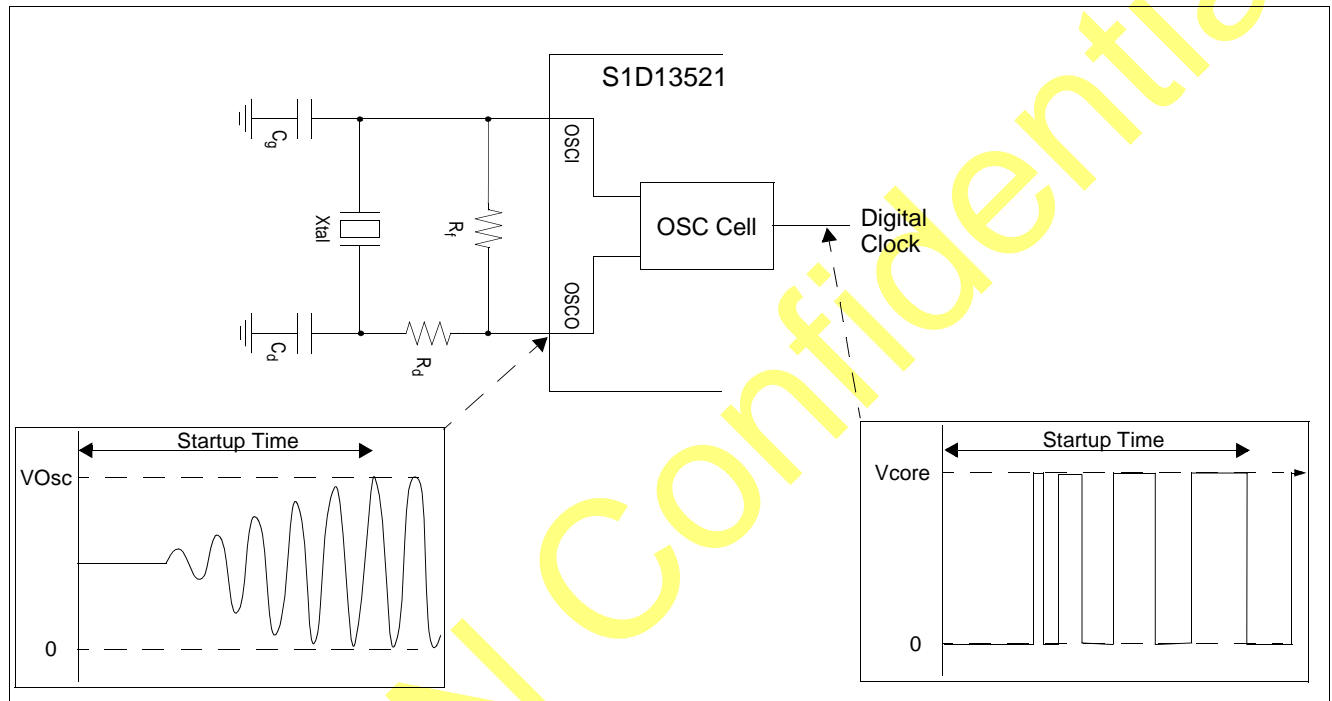 S1D13521
Cg
OSCI
Xtal
Rf
OSC Cell
Digital
Clock
OSCO
Cd
Rd
Startup Time
VOsc
0
Startup Time
Vcore
0
Confidential